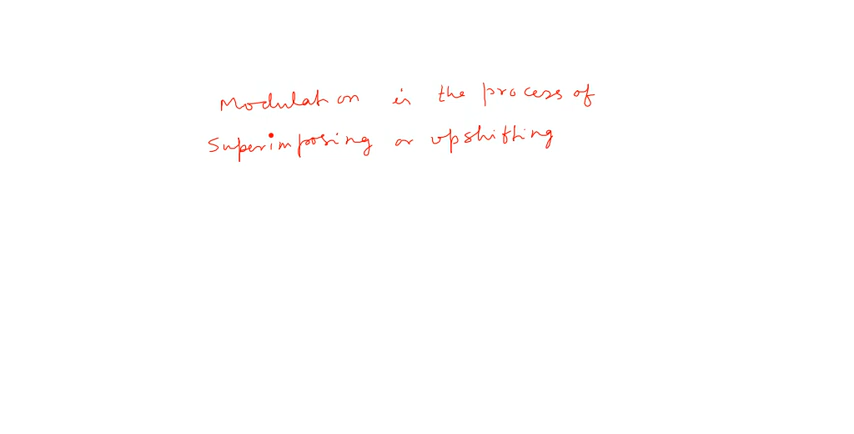 Modulation is the process of
Superimposing or upshifting